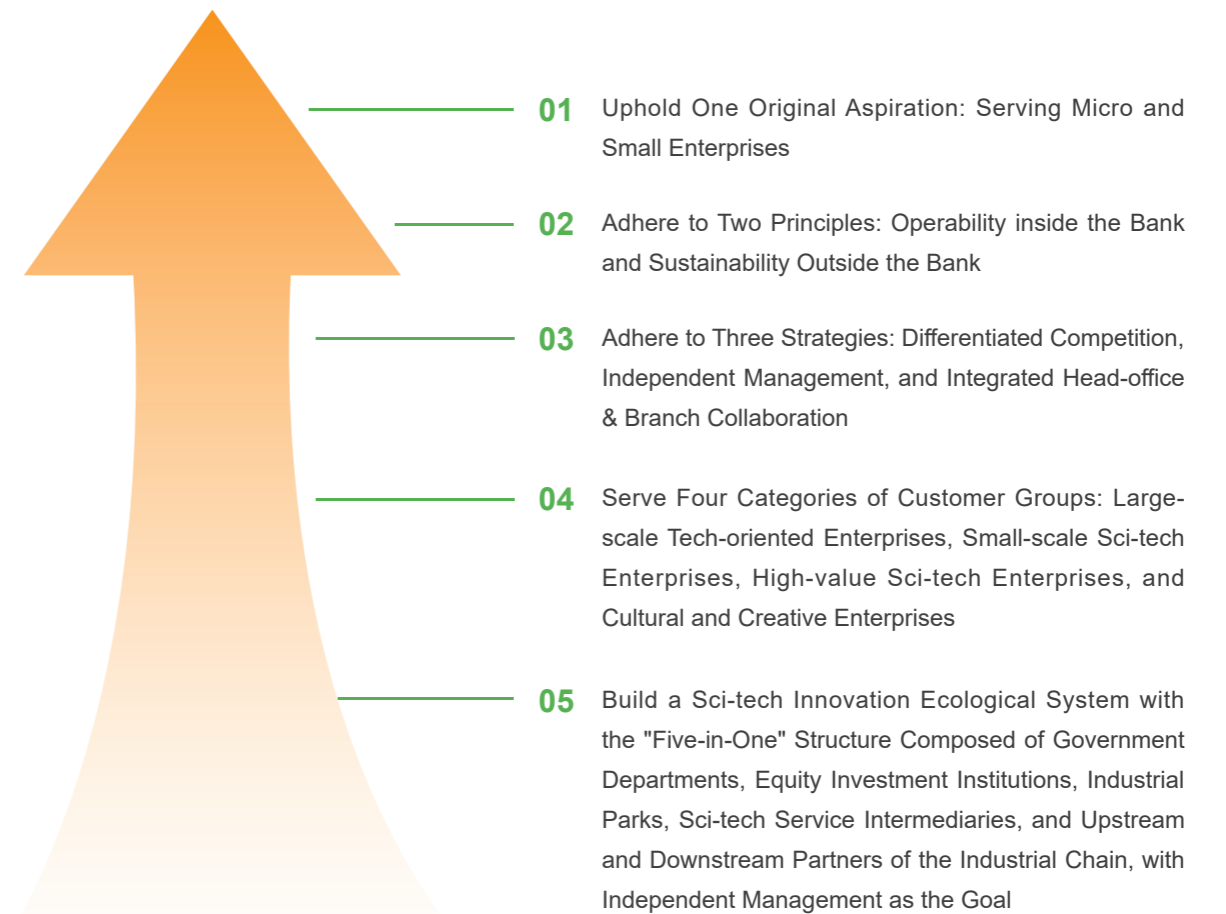 01 Uphold One Original Aspiration: Serving Micro and
Small Enterprises
02 Adhere to Two Principles: Operability inside the Bank
and Sustainability Outside the Bank
03 Adhere to Three Strategies: Differentiated Competition,
Independent Management, and Integrated Head-office
& Branch Collaboration
04 Serve Four Categories of Customer Groups: Large-
scale Tech-oriented Enterprises, Small-scale Sci-tech
Enterprises, High-value Sci-tech Enterprises, and
Cultural and Creative Enterprises
05 Build a Sci-tech Innovation Ecological System with
the "Five-in-One" Structure Composed of Government
Departments, Equity Investment Institutions, Industrial
Parks, Sci-tech Service Intermediaries, and Upstream
and Downstream Partners of the Industrial Chain, with
Independent Management as the Goal